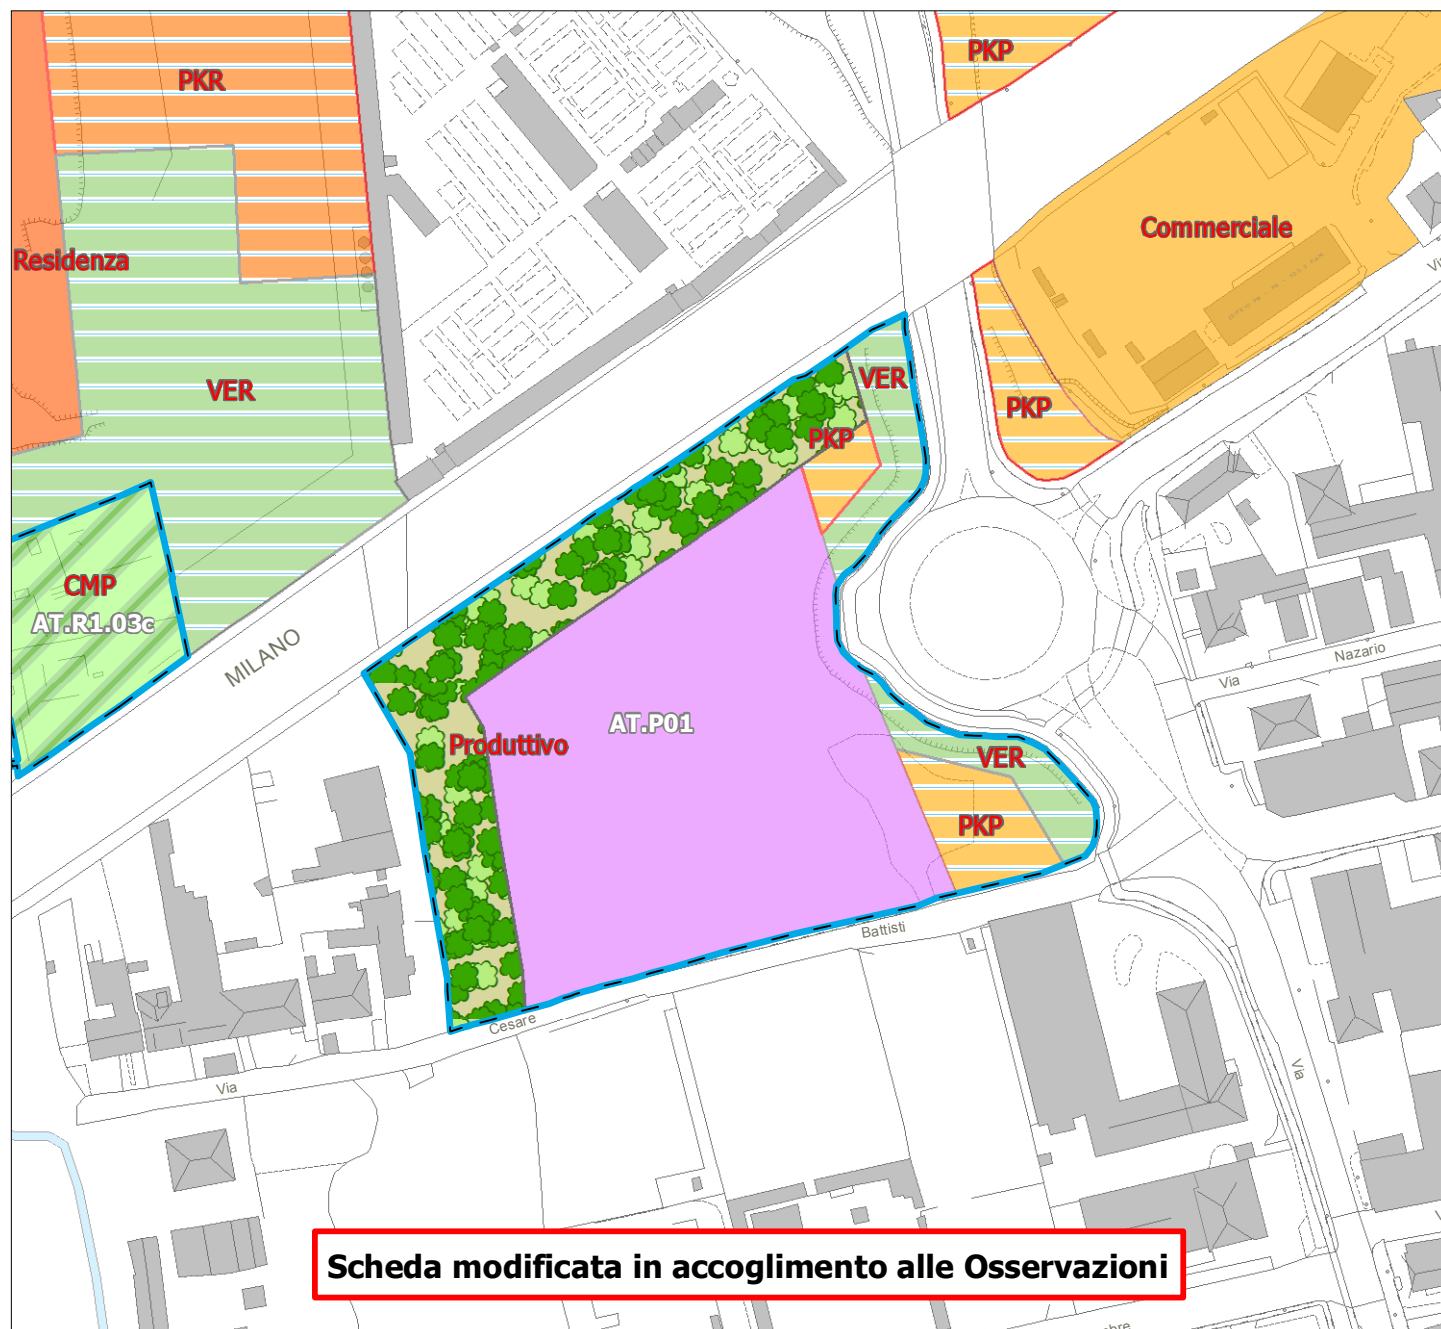 PKP
PKR
Commerciale
Residenza
Vi
VER
VER
PKP
PKP
CMP
AT.R1.03c
MILANO
Nazario
Via
AT.P01
Produttivo
VER
PKP
Battisti
Cesare
Via
Via
Scheda modificata in accoglimento alle Osservazioni